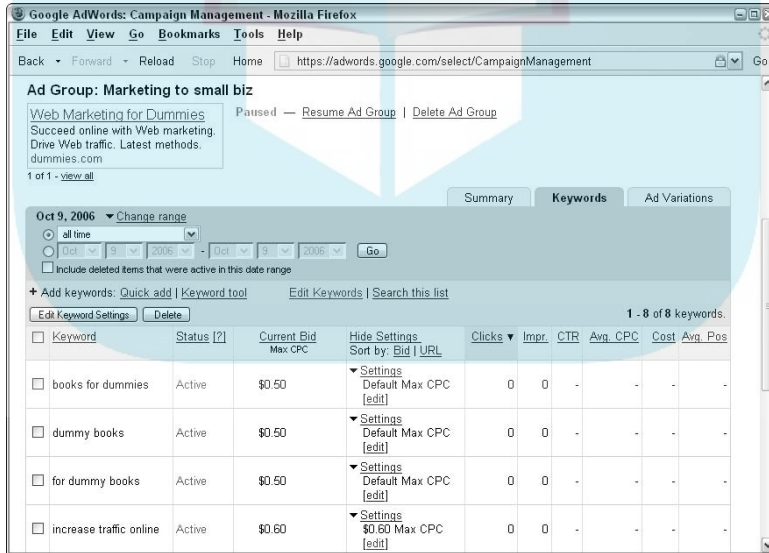 Google AdWords: Campaign Management - Mozilla Firefox
File Edit View Go Bookmarks Tools Help
Back Forward Reload Stop Home https://adwords.google.com/select/CampaignManagement Go
Ad Group: Marketing to small biz
Web Marketing for Dummies
Succeed online with Web marketing.
Drive Web traffic. Latest methods.
dummies.com
Paused — Resume Ad Group | Delete Ad Group
1 of 1 - view all
Summary Keywords Ad Variations
Oct 9, 2006 Change range
all time
Oct 9 2006 - Oct 9 2006 Go
Include deleted items that were active in this date range
+ Add keywords: Quick add | Keyword tool Edit Keywords | Search this list
Edit Keyword Settings Delete 1 - 8 of 8 keywords.
Keyword Status [?] Current Bid Hide Settings Clicks Impr. CTR Avg. CPC Cost Avg. Pos
Max CPC Sort by: Bid | URL
Settings
books for dummies Active $0.50 Default Max CPC 0 0 - - - -
[edit]
Settings
dummy books Active $0.50 Default Max CPC 0 0 - - - -
[edit]
Settings
for dummy books Active $0.50 Default Max CPC 0 0 - - - -
[edit]
Settings
increase traffic online Active $0.60 $0.60 Max CPC 0 0 - - - -
[edit]